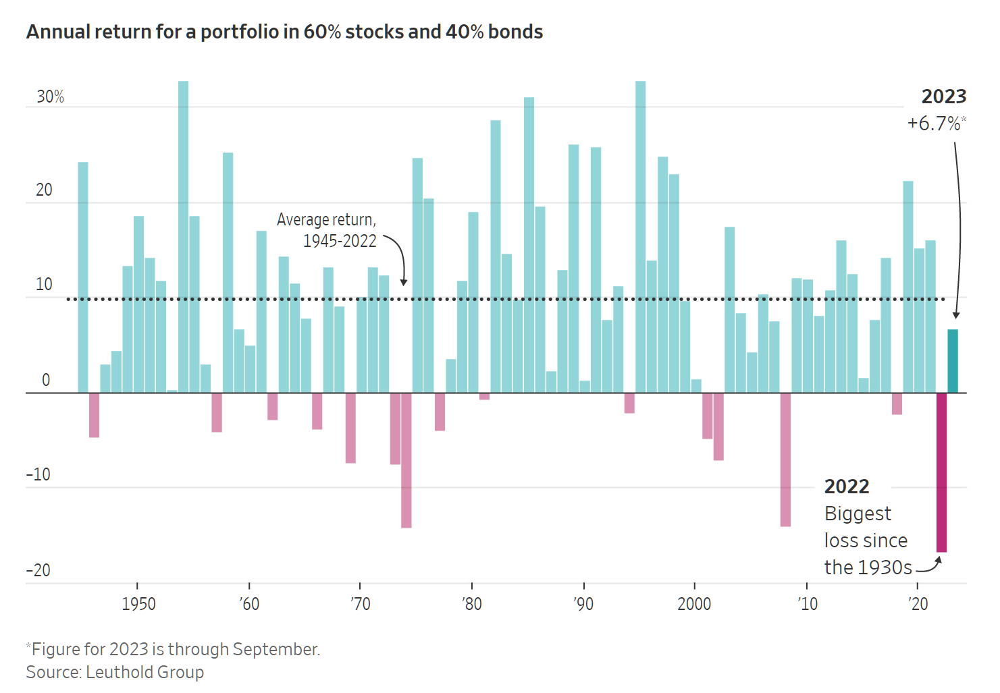 Annual return for a portfolio in 60% stocks and 40% bonds
30%
2023
+6.7%*
20
Average return,
1945-2022
10
0
–10
2022
Biggest
loss since
the 1930s
–20
1950
’60
’70
’80
’90
2000
’10
’20
*Figure for 2023 is through September.
Source: Leuthold Group